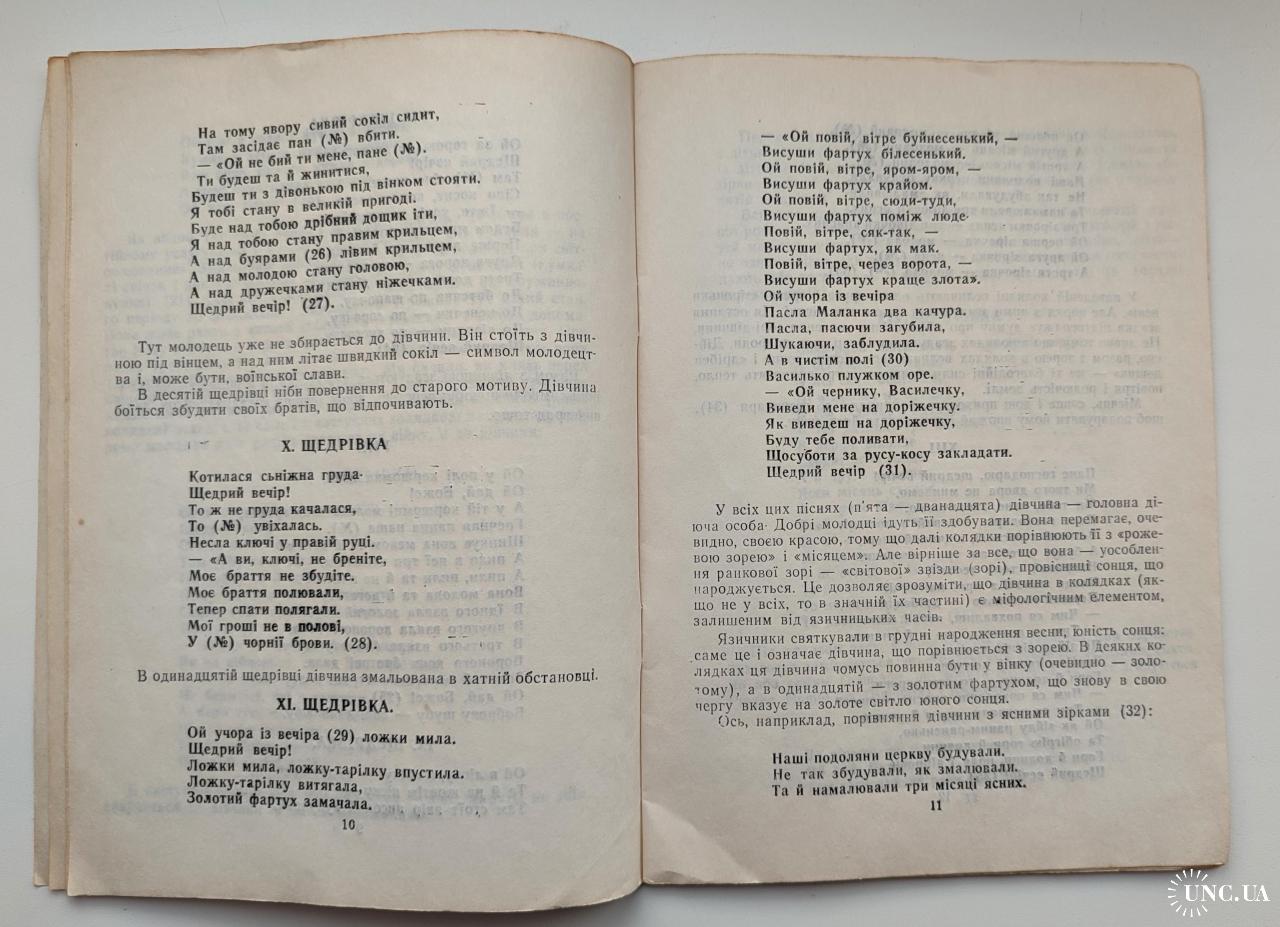 На тому явору сивий сокіл сидит,
Там засідає пан (№) вбити.
— «Ой не бий ти мене, пане (№).
Ти будеш та й жинитися,
Будеш ти з дівонькою під вінком стояти.
Я тобі стану в великій пригоді.
Буде над тобою дрібний дощик іти,
Я над тобою стану правим крильцем,
А над буярами (26) лівим крильцем,
А над молодою стану головою,
А над дружечками стану ніжечками.
Щедрий вечір! (27).
Тут молодець уже не збирається до дівчини. Він стоїть з дівчи-
ною під вінцем, а над ним літає швидкий сокіл — символ молодецт-
ва і, може бути, воїнської слави.
В десятій щедрівці ніби повернення до старого мотиву. Дівчина
боїться збудити своїх братів, що відпочивають.
X. ЩЕДРІВКА
Котилася сьніжна груда·
Щедрий вечір!
То ж не груда качалася,
То (№) увіхалась.
Несла ключі у правій руці.
— «А ви, ключі, не бреніте,
Моє браття не збудіте.
Моє браття полювали,
Тепер спати полягали.
Мої гроші не в полові,
У (№) чорнії брови. (28).
В одинадцятій щедрівці дівчина змальована в хатній обстановці.
XI. ЩЕДРІВКА.
Ой учора із вечіра (29) ложки мила.
Щедрий вечір!
Ложки мила, ложку-тарілку впустила.
Ложку-тарілку витягала,
Золотий фартух замачала.
10
— «Ой повій, вітре буйнесенький, —
Висуши фартух білесенький.
Ой повій, вітре, яром-яром, —
Висуши фартух крайом.
Ой повій, вітре, сюди-туди,
Висуши фартух поміж люде·
Повій, вітре, сяк-так, —
Висуши фартух, як мак.
Повій, вітре, через ворота, —
Висуши фартух краще злота».
Ой учора із вечіра
Пасла Маланка два качура.
Пасла, пасючи загубила,
Шукаючи, заблудила.
А в чистім полі (30)
Василько плужком оре.
— «Ой чернику, Василечку,
Виведи мене на доріжечку.
Як виведеш на доріжечку,
Буду тебе поливати,
Щосуботи за русу-косу закладати.
Щедрий вечір (31).
У всіх цих піснях (п'ята — дванадцята) дівчина — головна ді-
юча особа· Добрі молодці ідуть її здобувати. Вона перемагає, оче-
видно, своєю красою, тому що далі колядки порівнюють її з «роже-
вою зорею» і «місяцем». Але вірніше за все, що вона — уособлен-
ня ранкової зорі — «світової» звізди (зорі), провісниці сонця, що
народжується. Це дозволяє зрозуміти, що дівчина в колядках (як-
що не у всіх, то в значній їх частині) є міфологічним елементом,
залишеним від язичницьких часів.
Язичники святкували в грудні народження весни, юність сонця:
саме це і означає дівчина, що порівнюється з зорею. В деяких ко-
лядках ця дівчина чомусь повинна бути у вінку (очевидно — золо-
тому), а в одинадцятій — з золотим фартухом, що знову в свою
чергу вказує на золоте світло юного сонця.
Ось, наприклад, порівняння дівчини з ясними зірками (32):
Наші подоляни церкву будували.
Не так збудували, як змалювали.
Та й намалювали три місяці ясних.
11
UNC.UA